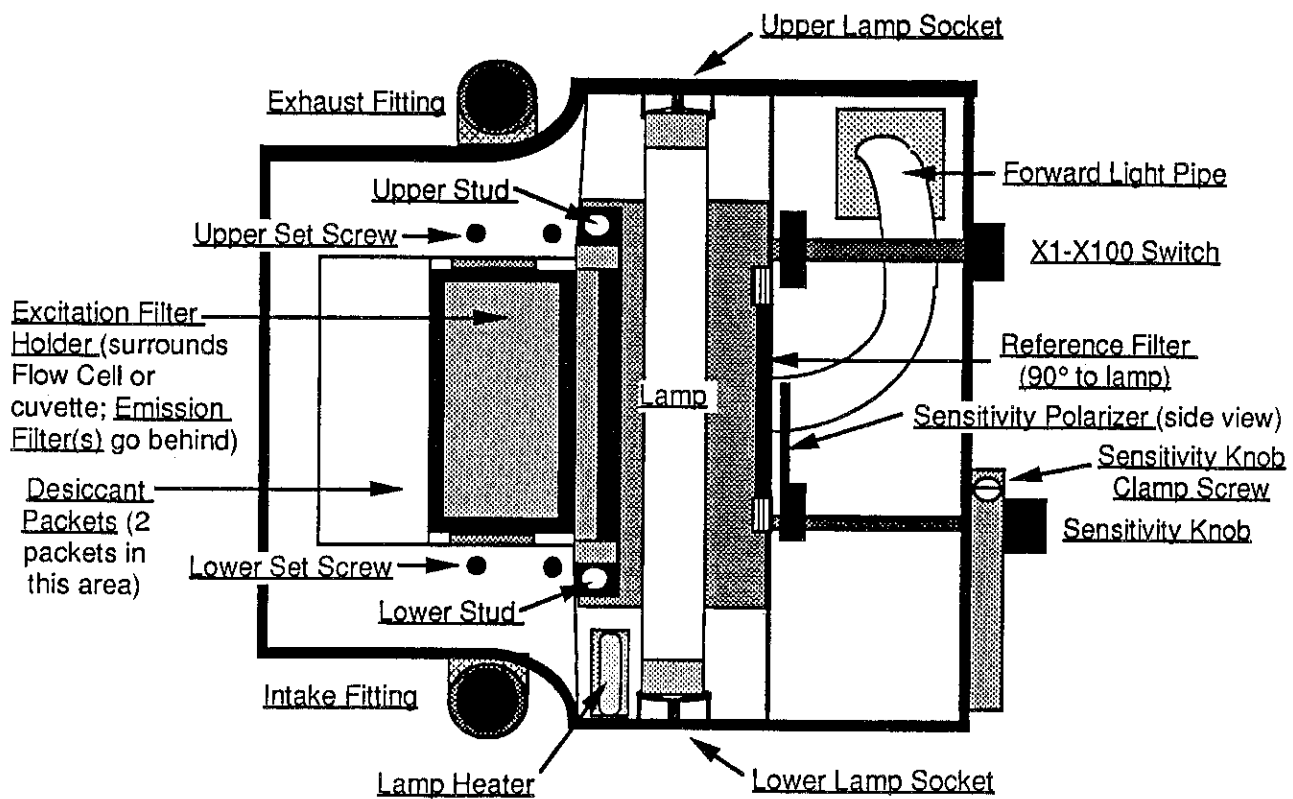 Upper Lamp Socket
Exhaust Fitting
Upper Stud
Upper Set Screw
Forward Light Pipe
X1-X100 Switch
Excitation Filter
Holder (surrounds
Flow Cell or
cuvette; Emission
Filter(s) go behind)
Lamp
Reference Filter
(90° to lamp)
Sensitivity Polarizer (side view)
Sensitivity Knob
Clamp Screw
Sensitivity Knob
Desiccant
Packets (2
packets in
this area)
Lower Set Screw
Lower Stud
Intake Fitting
Lamp Heater
Lower Lamp Socket